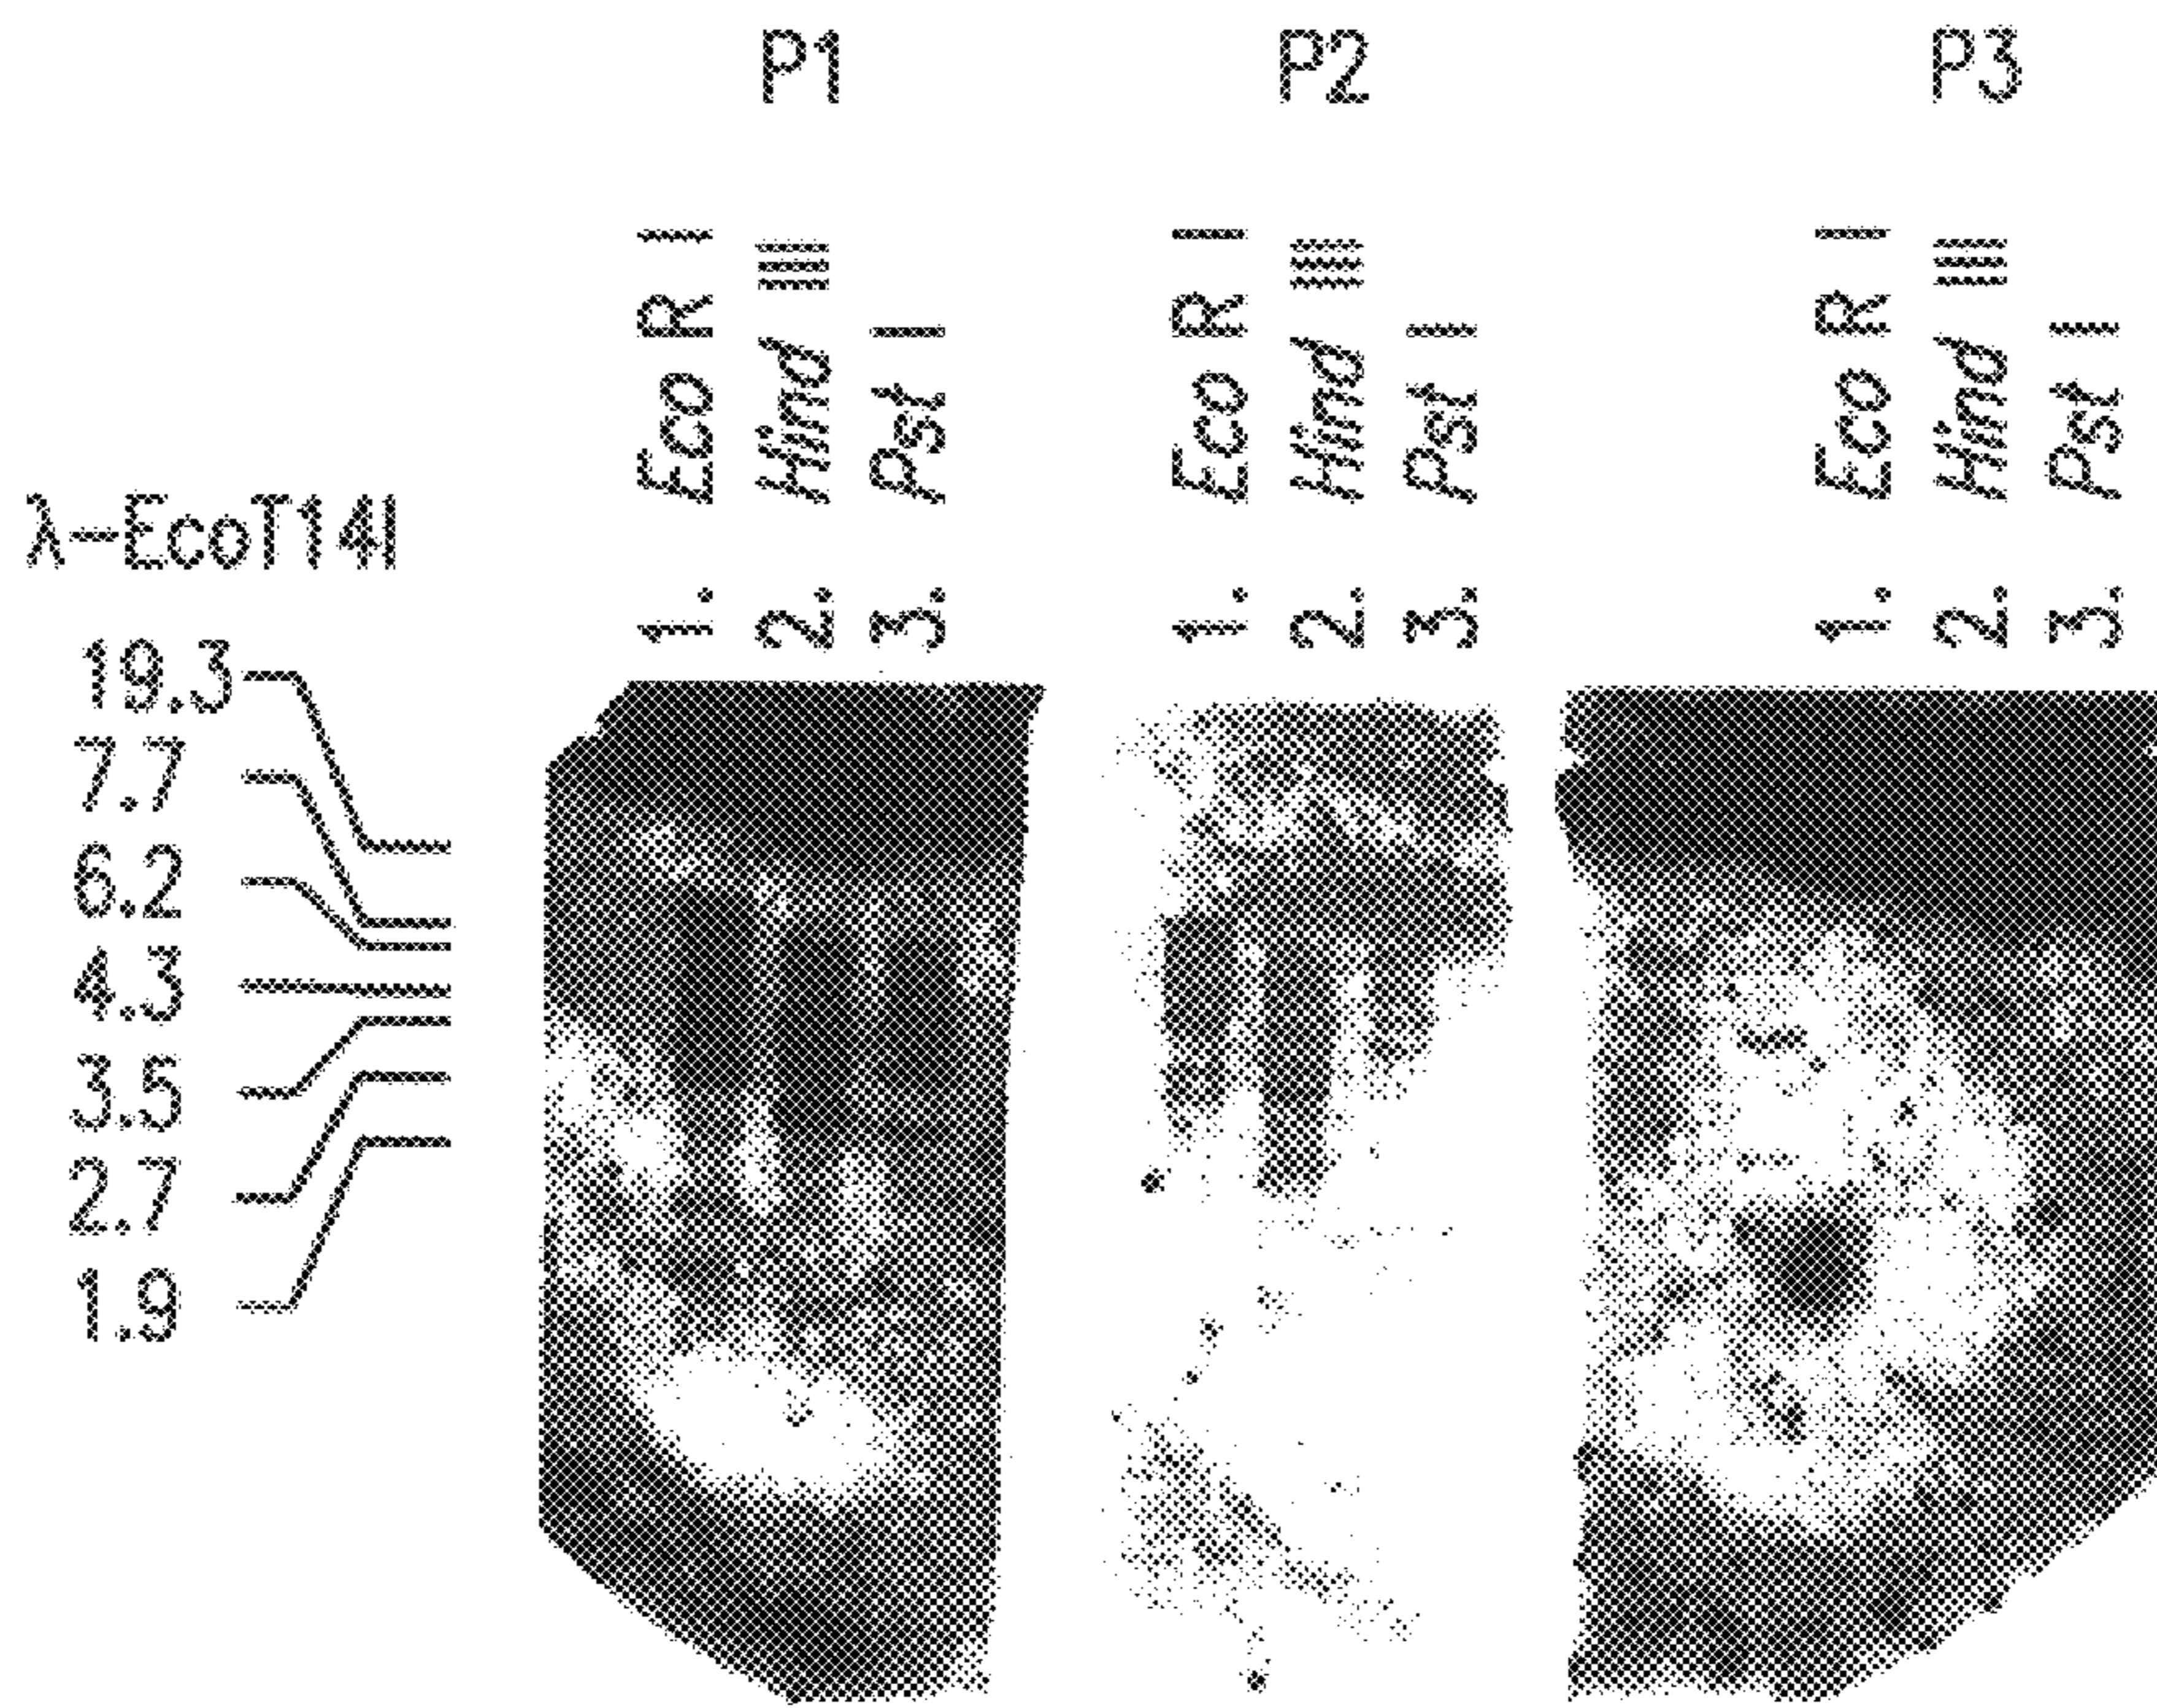 P1 P2 P3
1. Eco R I
2. Hind III
3. Pst I
1. Eco R I
2. Hind III
3. Pst I
1. Eco R I
2. Hind III
3. Pst I
λ-EcoT14I
19.3
7.7
6.2
4.3
3.5
2.7
1.9